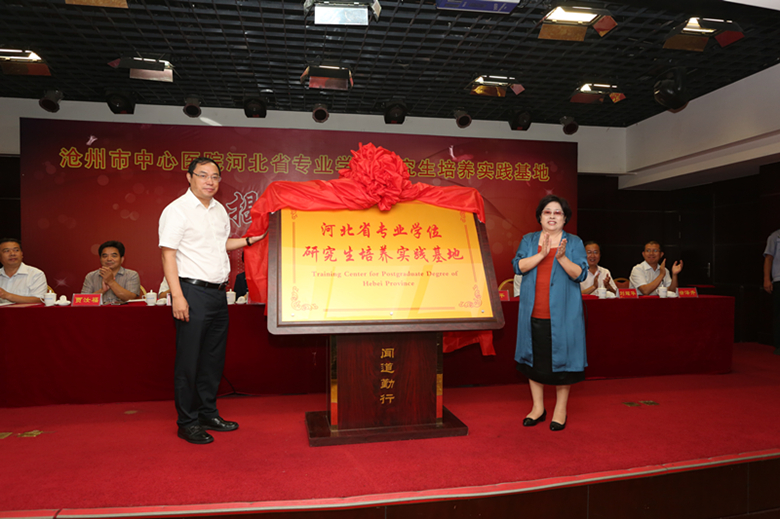 沧州市中心医院河北省专业学 究生培养实践基地
揭
河北省专业学位
研究生培养实践基地
Training Center for Postgraduate Degree of
Hebei Province
闻道勤行